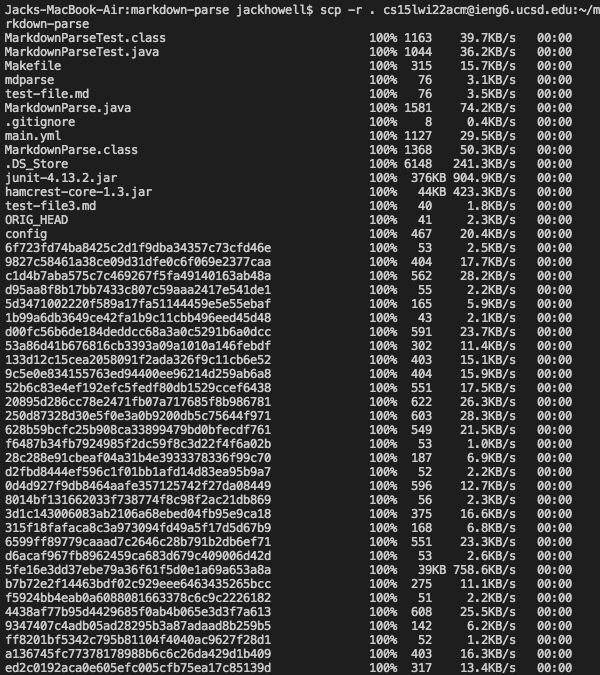 Jacks-MacBook-Air:markdown-parse jackhowell$ scp -r . cs15lwi22acm@ieng6.ucsd.edu:~/m
rkdown-parse
MarkdownParseTest.class 100% 1163 39.7KB/s 00:00
MarkdownParseTest.java 100% 1044 36.2KB/s 00:00
Makefile 100% 315 15.7KB/s 00:00
mdparse 100% 76 3.1KB/s 00:00
test-file.md 100% 76 3.5KB/s 00:00
MarkdownParse.java 100% 1581 74.2KB/s 00:00
.gitignore 100% 8 0.4KB/s 00:00
main.yml 100% 1127 29.5KB/s 00:00
MarkdownParse.class 100% 1368 50.3KB/s 00:00
.DS_Store 100% 6148 241.3KB/s 00:00
junit-4.13.2.jar 100% 376KB 904.9KB/s 00:00
hamcrest-core-1.3.jar 100% 44KB 423.3KB/s 00:00
test-file3.md 100% 40 1.8KB/s 00:00
ORIG_HEAD 100% 41 2.3KB/s 00:00
config 100% 467 20.4KB/s 00:00
6f723fd74ba8425c2d1f9dba34357c73cfd46e 100% 53 2.5KB/s 00:00
9827c58461a38ce09d31dfe0c6f069e2377caa 100% 404 17.7KB/s 00:00
c1d4b7aba575c7c469267f5fa49140163ab48a 100% 562 28.2KB/s 00:00
d95aa8f8b17bb7433c807c59aaa2417e541de1 100% 55 2.2KB/s 00:00
5d3471002220f589a17fa51144459e5e55ebaf 100% 165 5.9KB/s 00:00
1b99a6db3649ce42fa1b9c11cbb496eed45d48 100% 43 2.1KB/s 00:00
d00fc56b6de184deddcc68a3a0c5291b6a0dcc 100% 591 23.7KB/s 00:00
53a86d41b676816cb3393a09a1010a146febdf 100% 302 11.4KB/s 00:00
133d12c15cea2058091f2ada326f9c11cb6e52 100% 403 15.1KB/s 00:00
9c5e0e834155763ed94400ee96214d259ab6a8 100% 404 15.9KB/s 00:00
52b6c83e4ef192efc5fedf80db1529ccef6438 100% 551 17.5KB/s 00:00
20895d286cc78e2471fb07a717685f8b986781 100% 622 26.3KB/s 00:00
250d87328d30e5f0e3a0b9200db5c75644f971 100% 603 28.3KB/s 00:00
628b59bcfc25b908ca33899479bd0bfecdf761 100% 549 21.5KB/s 00:00
f6487b34fb7924985f2dc59f8c3d22f4f6a02b 100% 53 1.0KB/s 00:00
28c288e91cbeaf04a31b4e3933378336f99c70 100% 187 6.9KB/s 00:00
d2fbd8444ef596c1f01bb1afd14d83ea95b9a7 100% 52 2.2KB/s 00:00
0d4d927f9db8464aafe357125742f27da08449 100% 596 12.7KB/s 00:00
8014bf131662033f738774f8c98f2ac21db869 100% 56 2.3KB/s 00:00
3d1c143006083ab2106a68ebed04fb95e9ca18 100% 375 16.6KB/s 00:00
315f18fafaca8c3a973094fd49a5f17d5d67b9 100% 168 6.8KB/s 00:00
6599ff89779caaad7c2646c28b791b2db6ef71 100% 551 23.3KB/s 00:00
d6acaf967fb8962459ca683d679c409006d42d 100% 53 2.6KB/s 00:00
5fe16e3dd37ebe79a36f61f5d0e1a69a653a8a 100% 39KB 758.6KB/s 00:00
b7b72e2f14463bdf02c929eee6463435265bcc 100% 275 11.1KB/s 00:00
f5924bb4eab0a6088081663378c6c9c2226182 100% 51 2.2KB/s 00:00
4438af77b95d4429685f0ab4b065e3d3f7a613 100% 608 25.5KB/s 00:00
9347407c4adb05ad28295b3a87adaad8b259b5 100% 142 6.2KB/s 00:00
ff8201bf5342c795b81104f4040ac9627f28d1 100% 52 1.2KB/s 00:00
a136745fc77378178988b6c6c26da429d1b409 100% 403 16.3KB/s 00:00
ed2c0192aca0e605efc005cfb75ea17c85139d 100% 317 13.4KB/s 00:00